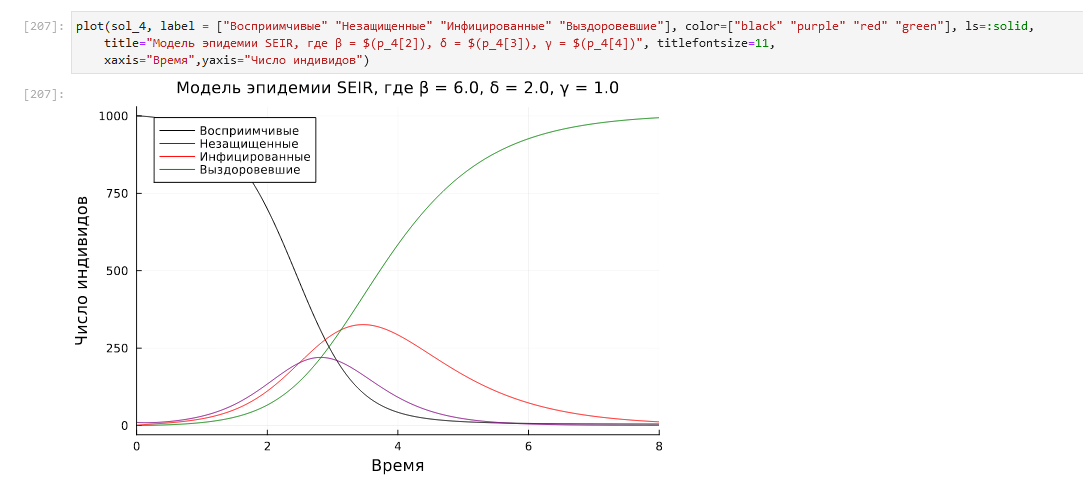 [207]: plot(sol_4, label = ["Восприимчивые" "Незащищенные" "Инфицированные" "Выздоровевшие"], color=["black" "purple" "red" "green"], ls=:solid,
title="Модель эпидемии SEIR, где β = $(p_4[2]), δ = $(p_4[3]), γ = $(p_4[4])", titlefontsize=11,
xaxis="Время",yaxis="Число индивидов")
[207]:
Модель эпидемии SEIR, где β = 6.0, δ = 2.0, γ = 1.0
1000
750
500
250
0
Число индивидов
Восприимчивые
Незащищенные
Инфицированные
Выздоровевшие
0 2 4 6 8
Время